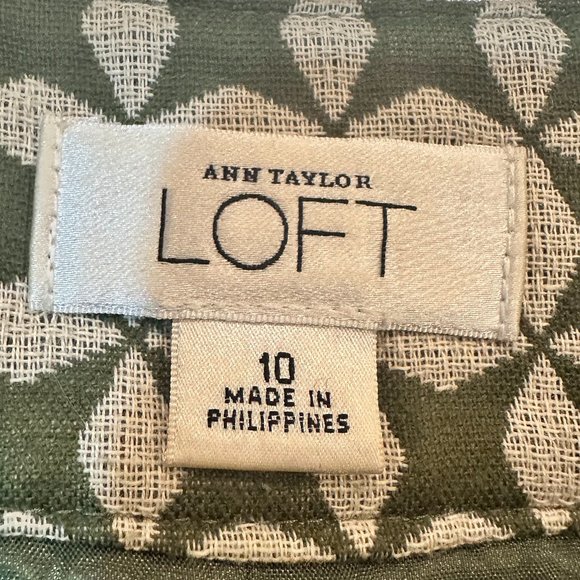 ANN TAYLOR
LOFT
10
MADE IN
PHILIPPINES